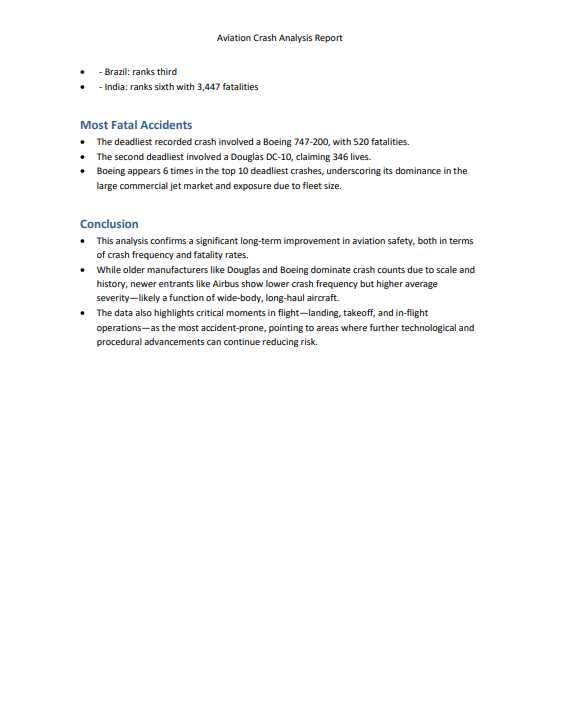 Aviation Crash Analysis Report
• - Brazil: ranks third
• - India: ranks sixth with 3,447 fatalities
Most Fatal Accidents
• The deadliest recorded crash involved a Boeing 747-200, with 520 fatalities.
• The second deadliest involved a Douglas DC-10, claiming 346 lives.
• Boeing appears 6 times in the top 10 deadliest crashes, underscoring its dominance in the
large commercial jet market and exposure due to fleet size.
Conclusion
• This analysis confirms a significant long-term improvement in aviation safety, both in terms
of crash frequency and fatality rates.
• While older manufacturers like Douglas and Boeing dominate crash counts due to scale and
history, newer entrants like Airbus show lower crash frequency but higher average
severity—likely a function of wide-body, long-haul aircraft.
• The data also highlights critical moments in flight—landing, takeoff, and in-flight
operations—as the most accident-prone, pointing to areas where further technological and
procedural advancements can continue reducing risk.